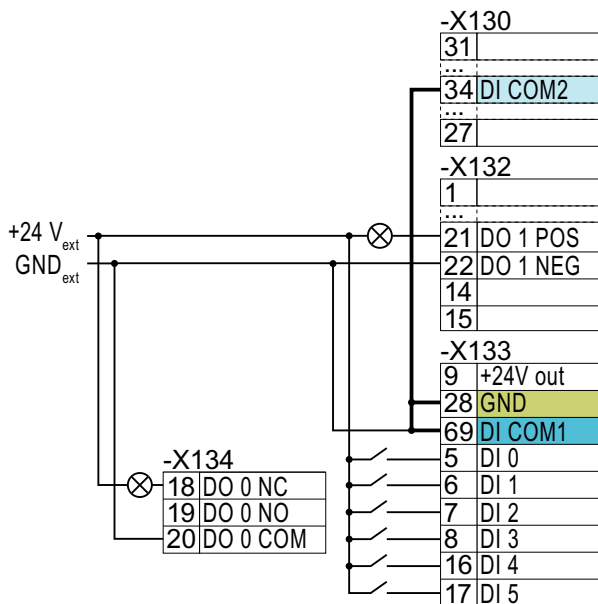 -X130
31
...
34 DI COM2
...
27
-X132
1
...
+24 V ext
21 DO 1 POS
GND ext
22 DO 1 NEG
14
15
-X133
9 +24V out
28 GND
69 DI COM1
5 DI 0
6 DI 1
7 DI 2
8 DI 3
16 DI 4
17 DI 5
-X134
18 DO 0 NC
19 DO 0 NO
20 DO 0 COM